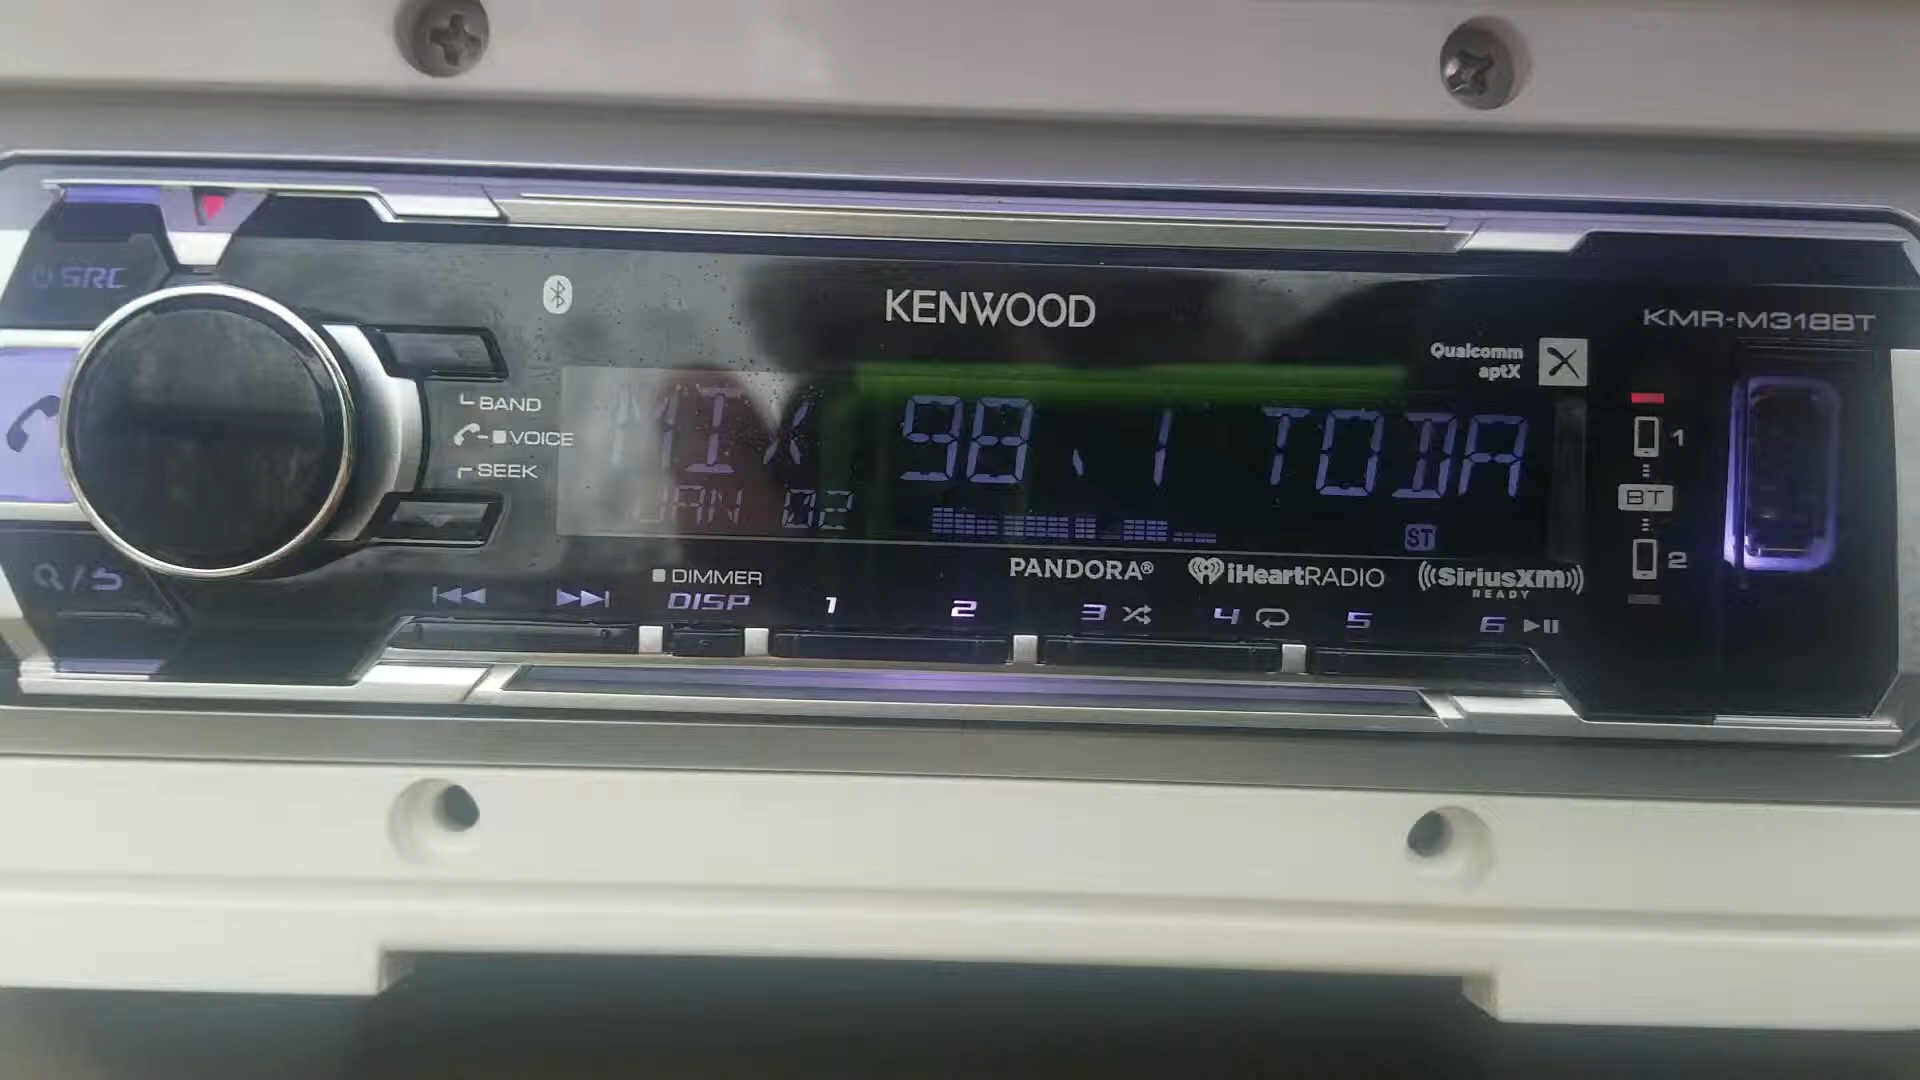 KENWOOD
KMR-M318BT
SRC
Qualcomm
aptX
BAND
VOICE
SEEK
MIX 98.1 TODA
JAN 02
ST
1
BT
2
PANDORA®
iHeartRADIO
((SiriusXm))
READY
DIMMER
DISP
1 2 3 4 5 6